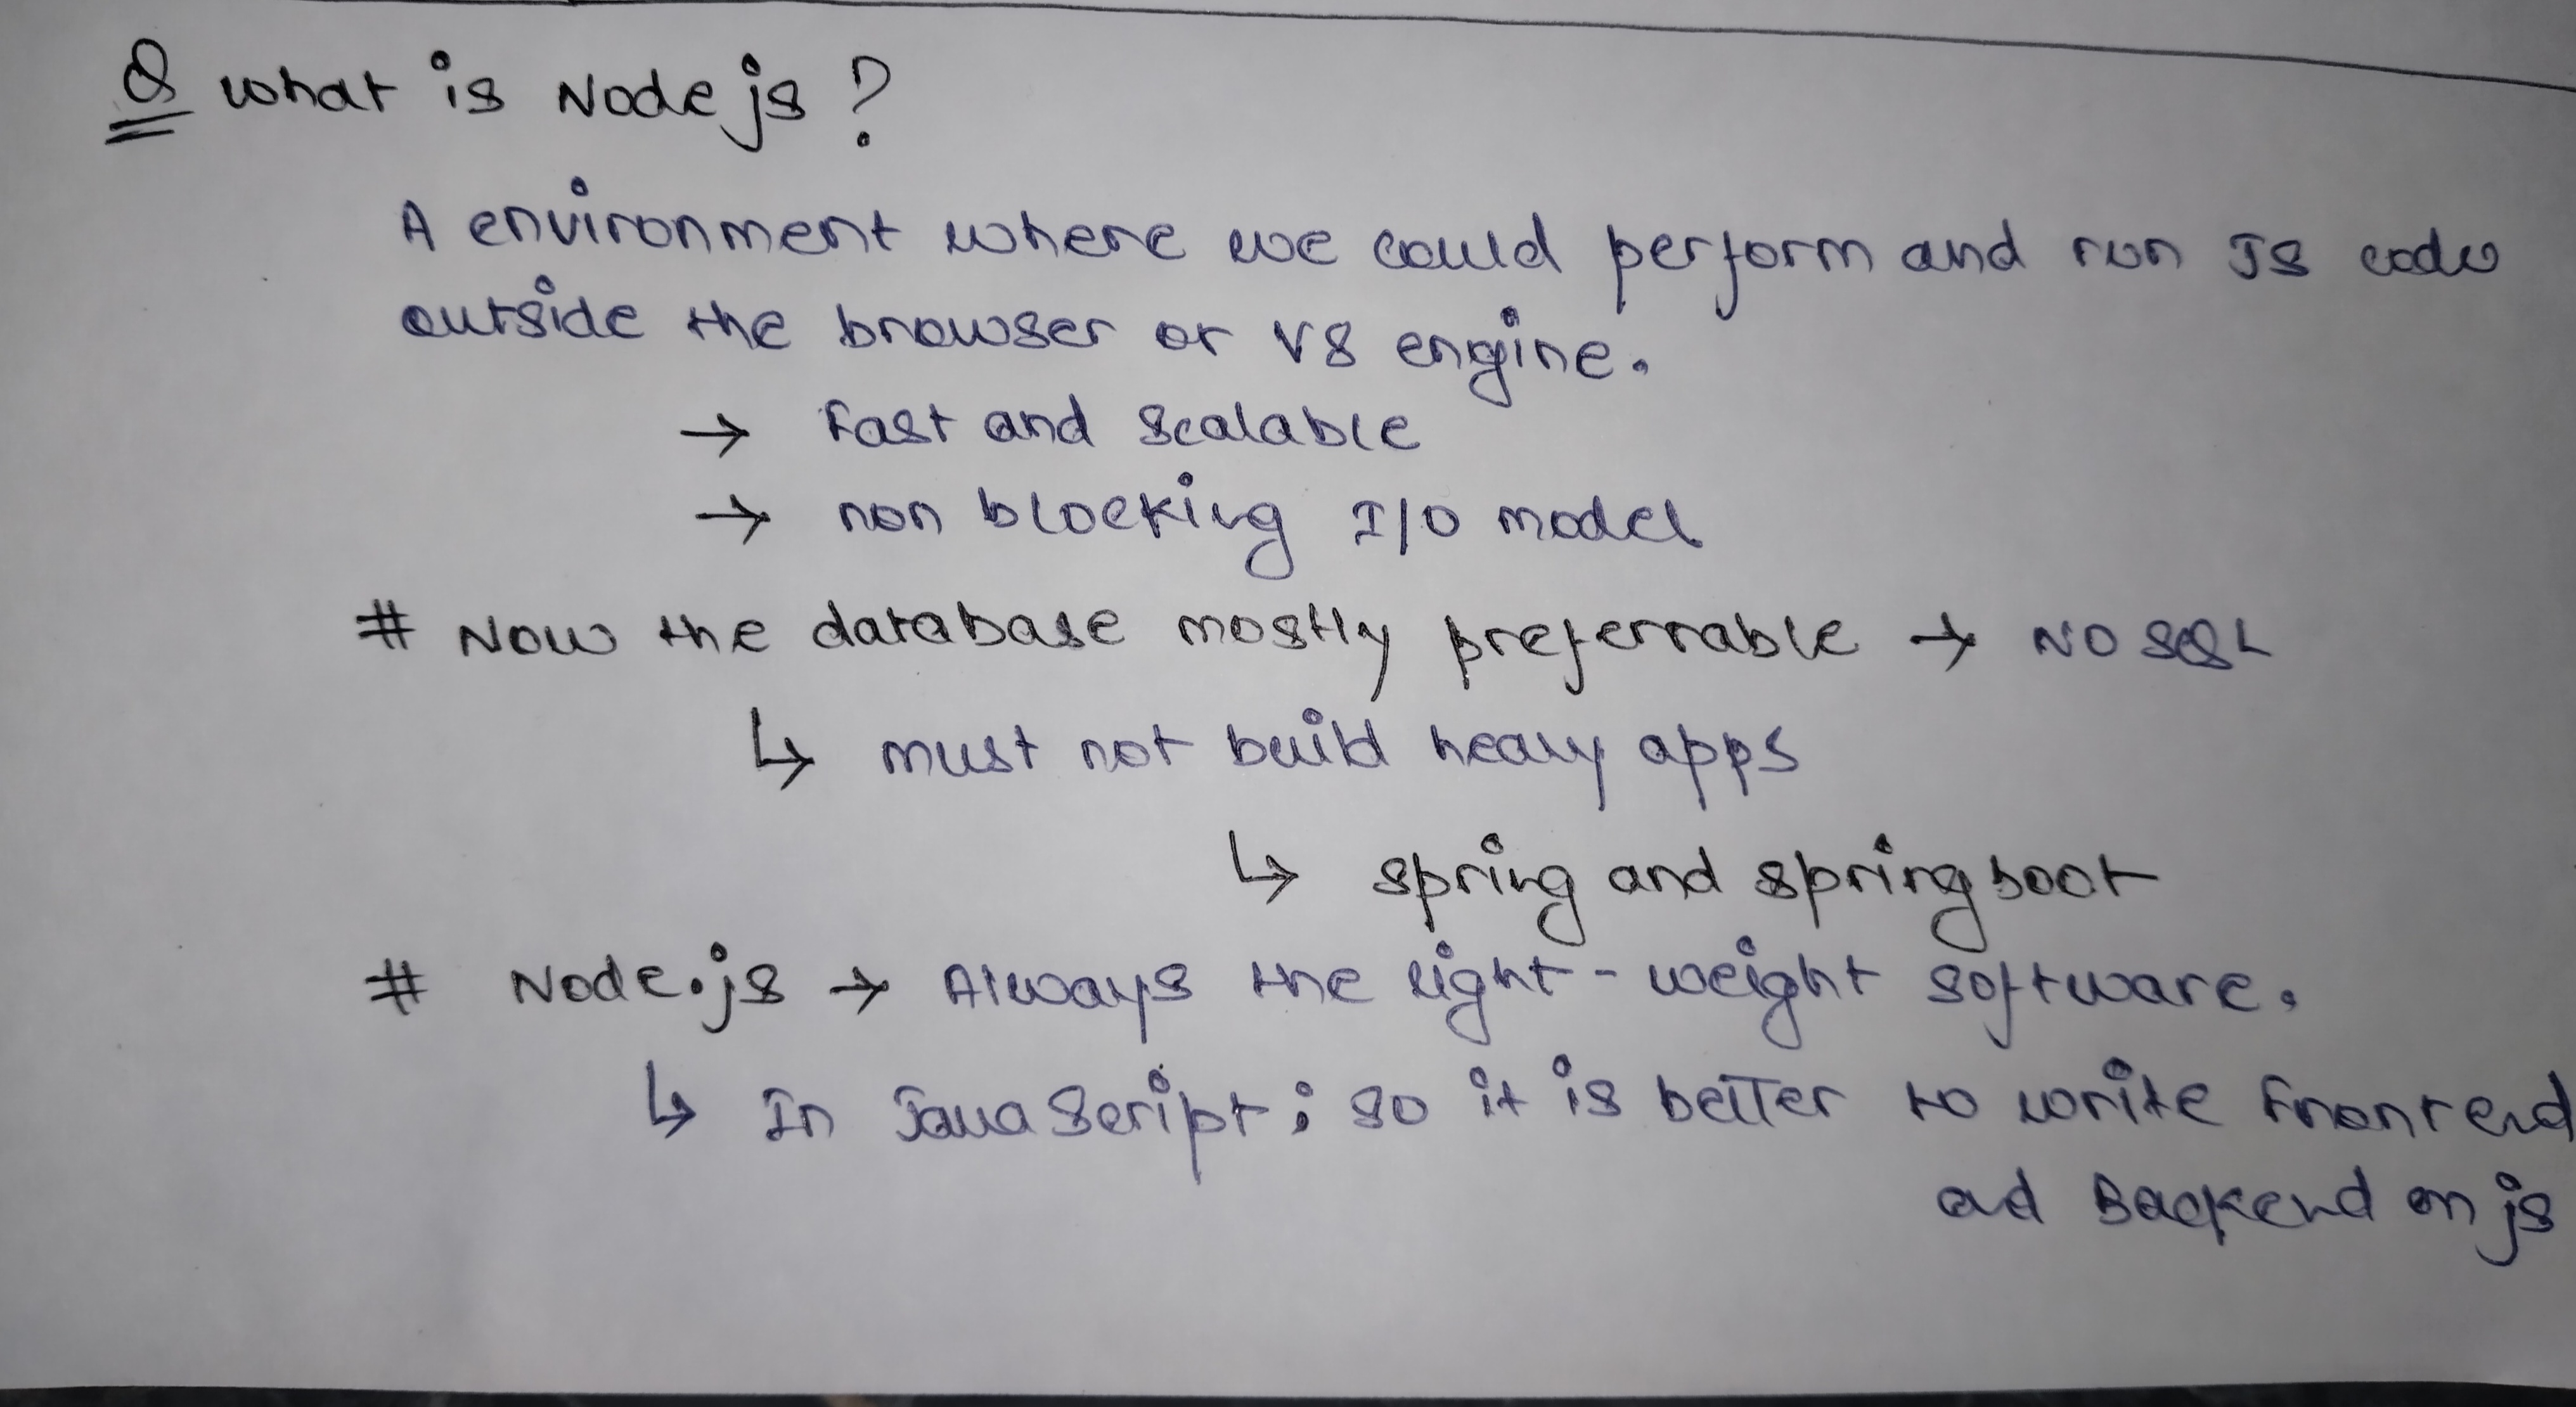 Q what is Node js ?
A environment where we could perform and run JS code
outside the browser or V8 engine.
→ Fast and scalable
→ non blocking I/O model
# Now the database mostly preferrable → NO SQL
↳ must not build heavy apps
↳ spring and spring boot
# Node.js → Always the light-weight software.
↳ In JavaScript; so it is better to write Frontend
ad Backend on js